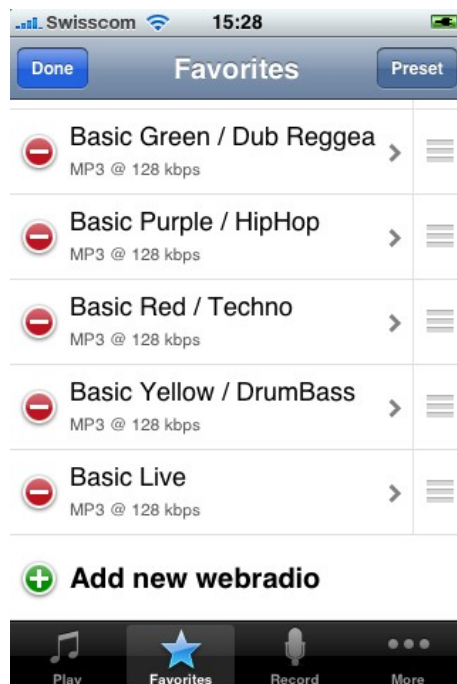 Swisscom 15:28
Done Favorites Preset
Basic Green / Dub Reggea
MP3 @ 128 kbps
Basic Purple / HipHop
MP3 @ 128 kbps
Basic Red / Techno
MP3 @ 128 kbps
Basic Yellow / DrumBass
MP3 @ 128 kbps
Basic Live
MP3 @ 128 kbps
Add new webradio
Play Favorites Record More